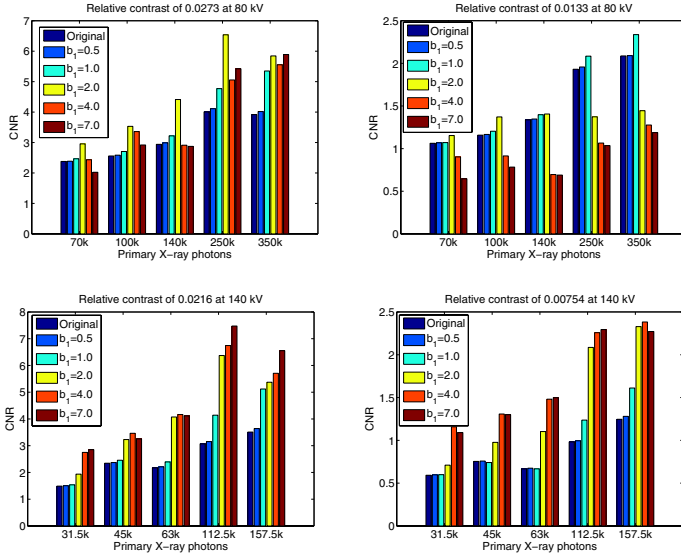 Relative contrast of 0.0273 at 80 kV
7
6
5
4
3
2
1
0
CNR
Original
b1=0.5
b1=1.0
b1=2.0
b1=4.0
b1=7.0
70k 100k 140k 250k 350k
Primary X-ray photons
Relative contrast of 0.0133 at 80 kV
2.5
2
1.5
1
0.5
0
CNR
Original
b1=0.5
b1=1.0
b1=2.0
b1=4.0
b1=7.0
70k 100k 140k 250k 350k
Primary X-ray photons
Relative contrast of 0.0216 at 140 kV
8
7
6
5
4
3
2
1
0
CNR
Original
b1=0.5
b1=1.0
b1=2.0
b1=4.0
b1=7.0
31.5k 45k 63k 112.5k 157.5k
Primary X-ray photons
Relative contrast of 0.00754 at 140 kV
2.5
2
1.5
1
0.5
0
CNR
Original
b1=0.5
b1=1.0
b1=2.0
b1=4.0
b1=7.0
31.5k 45k 63k 112.5k 157.5k
Primary X-ray photons